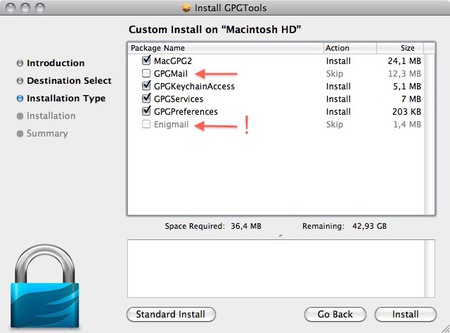 Install GPGTools
Custom Install on “Macintosh HD”
Introduction
Destination Select
Installation Type
Installation
Summary
Package Name Action Size
MacGPG2 Install 24,1 MB
GPGMail Skip 12,3 MB
GPGKeychainAccess Install 5,1 MB
GPGServices Install 7 MB
GPGPreferences Install 203 KB
Enigmail ! Skip 1,4 MB
Space Required: 36,4 MB Remaining: 42,93 GB
Standard Install Go Back Install